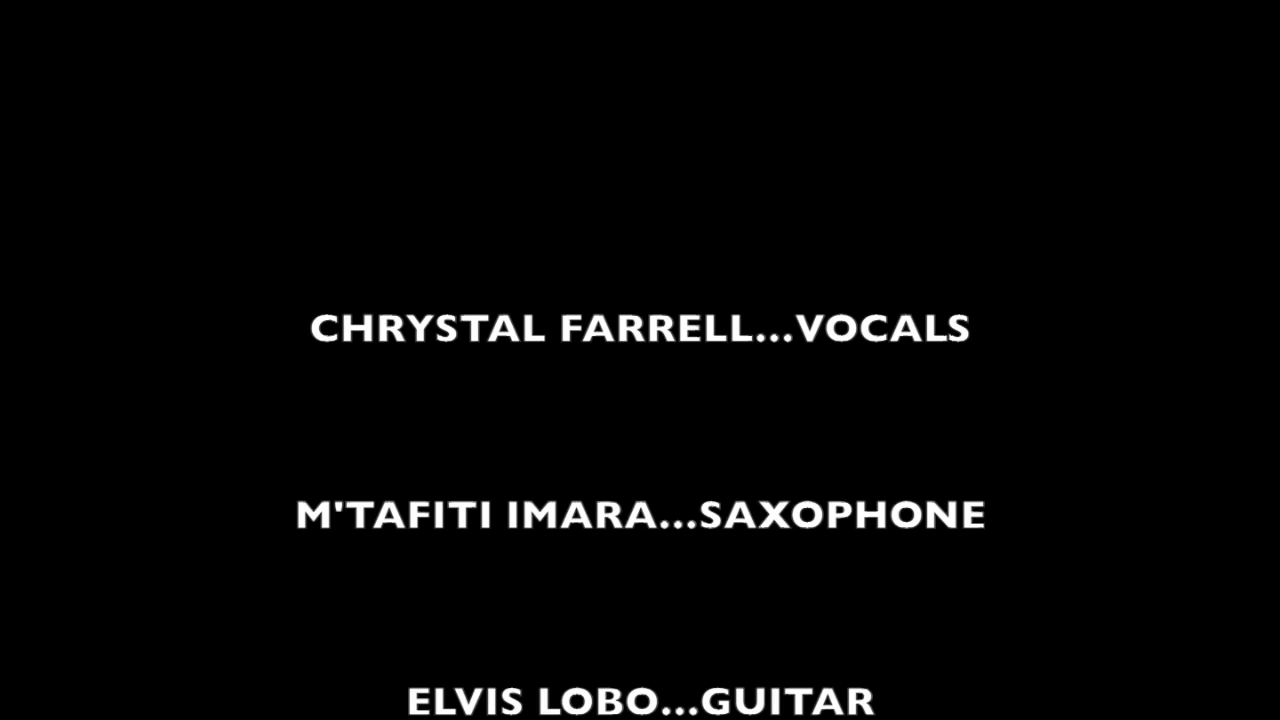 CHRYSTAL FARRELL...VOCALS
M'TAFITI IMARA...SAXOPHONE
ELVIS LOBO...GUITAR